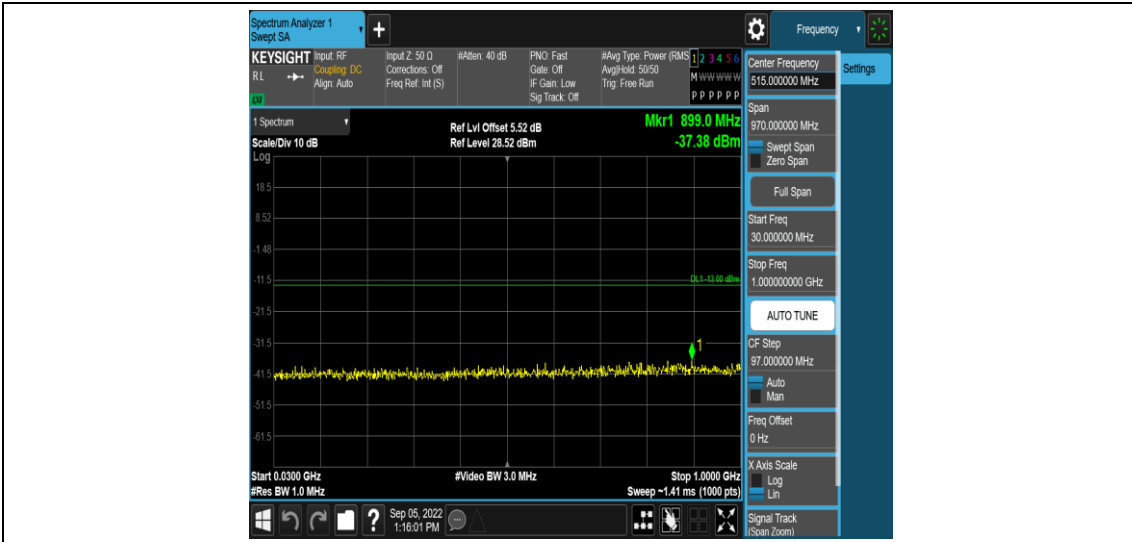 Spectrum Analyzer 1
Swept SA
+
Frequency
KEYSIGHT
RL
LXI
Input: RF
Coupling: DC
Align: Auto
Input Z: 50 Ω
Corrections: Off
Freq Ref: Int (S)
#Atten: 40 dB
PNO: Fast
Gate: Off
IF Gain: Low
Sig Track: Off
#Avg Type: Power (RMS
Avg|Hold: 50/50
Trig: Free Run
1 2 3 4 5 6
M W W W W W
P P P P P P
1 Spectrum
Scale/Div 10 dB
Log
Ref Lvl Offset 5.52 dB
Ref Level 28.52 dBm
Mkr1 899.0 MHz
-37.38 dBm
18.5
8.52
-1.48
-11.5
DL1 -13.00 dBm
-21.5
-31.5
1
-41.5
-51.5
-61.5
Start 0.0300 GHz
#Res BW 1.0 MHz
#Video BW 3.0 MHz
Stop 1.0000 GHz
Sweep ~1.41 ms (1000 pts)
?
Sep 05, 2022
1:16:01 PM
Center Frequency
515.000000 MHz
Settings
Span
970.000000 MHz
Swept Span
Zero Span
Full Span
Start Freq
30.000000 MHz
Stop Freq
1.000000000 GHz
AUTO TUNE
CF Step
97.000000 MHz
Auto
Man
Freq Offset
0 Hz
X Axis Scale
Log
Lin
Signal Track
(Span Zoom)